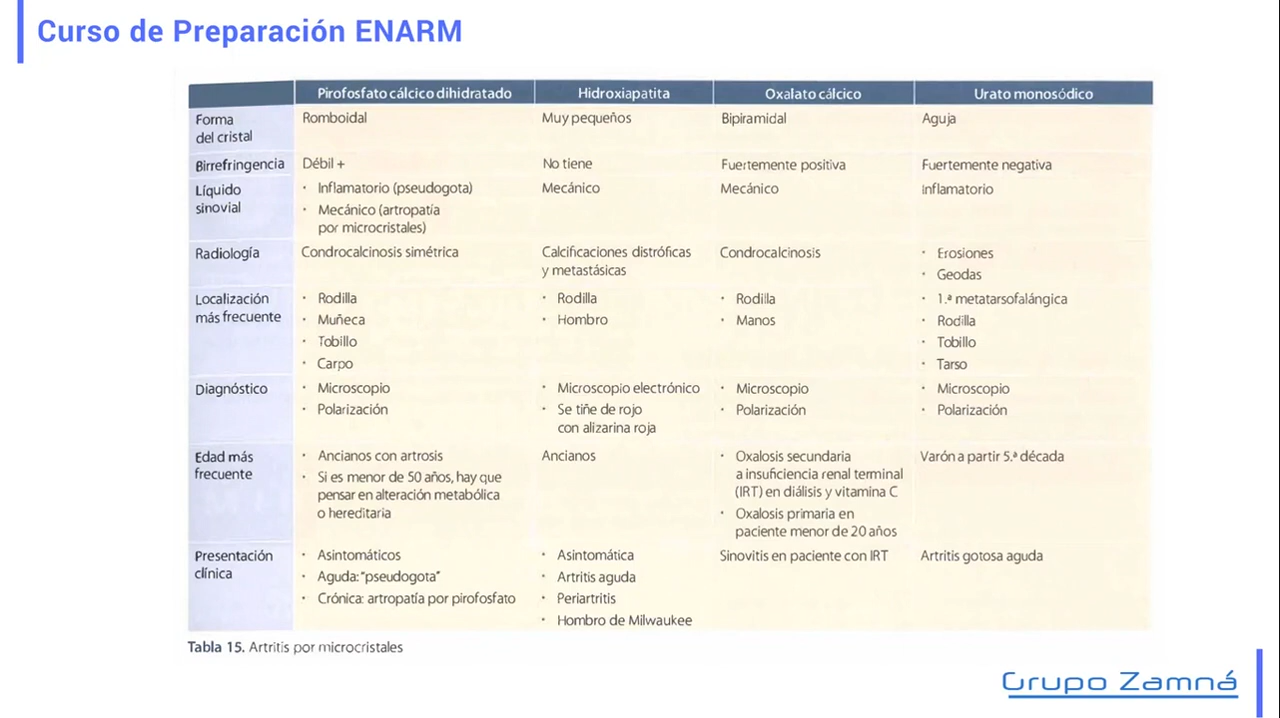 Curso de Preparación ENARM
Pirofosfato cálcico dihidratado Hidroxiapatita Oxalato cálcico Urato monosódico
Forma del cristal Romboidal Muy pequeños Bipiramidal Aguja
Birrefringencia Débil + No tiene Fuertemente positiva Fuertemente negativa
Líquido sinovial
• Inflamatorio (pseudogota)
• Mecánico (artropatía
por microcristales)
Mecánico
Mecánico
Inflamatorio
Radiología
Condrocalcinosis simétrica
Calcificaciones distróficas
y metastásicas
Condrocalcinosis
• Erosiones
• Geodas
Localización
más frecuente
• Rodilla
• Muñeca
• Tobillo
• Carpo
• Rodilla
• Hombro
• Rodilla
• Manos
• 1.ª metatarsofalángica
• Rodilla
• Tobillo
• Tarso
Diagnóstico
• Microscopio
• Polarización
• Microscopio electrónico
• Se tiñe de rojo
con alizarina roja
• Microscopio
• Polarización
• Microscopio
• Polarización
Edad más
frecuente
• Ancianos con artrosis
• Si es menor de 50 años, hay que
pensar en alteración metabólica
o hereditaria
Ancianos
• Oxalosis secundaria
a insuficiencia renal terminal
(IRT) en diálisis y vitamina C
• Oxalosis primaria en
paciente menor de 20 años
Varón a partir 5.ª década
Presentación
clínica
• Asintomáticos
• Aguda: "pseudogota"
• Crónica: artropatía por pirofosfato
• Asintomática
• Artritis aguda
• Periartritis
• Hombro de Milwaukee
Sinovitis en paciente con IRT
Artritis gotosa aguda
Tabla 15. Artritis por microcristales
Grupo Zamná